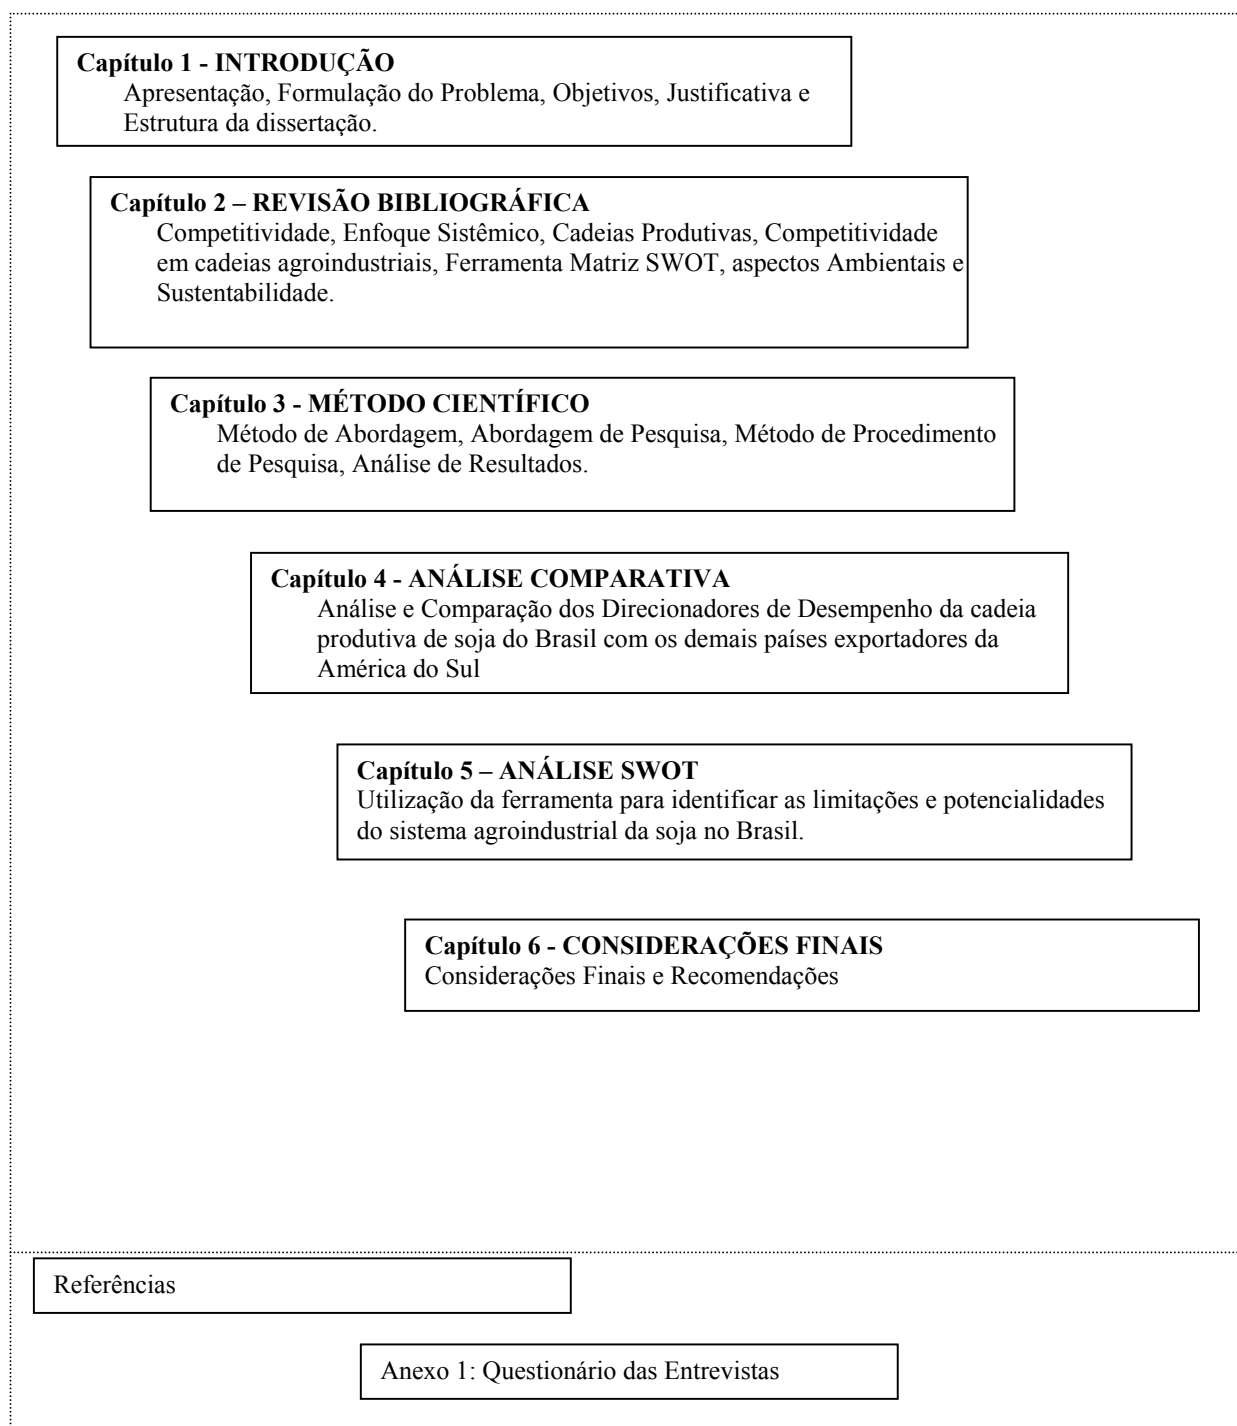 Capítulo 1 - INTRODUÇÃO
Apresentação, Formulação do Problema, Objetivos, Justificativa e
Estrutura da dissertação.
Capítulo 2 – REVISÃO BIBLIOGRÁFICA
Competitividade, Enfoque Sistêmico, Cadeias Produtivas, Competitividade
em cadeias agroindustriais, Ferramenta Matriz SWOT, aspectos Ambientais e
Sustentabilidade.
Capítulo 3 - MÉTODO CIENTÍFICO
Método de Abordagem, Abordagem de Pesquisa, Método de Procedimento
de Pesquisa, Análise de Resultados.
Capítulo 4 - ANÁLISE COMPARATIVA
Análise e Comparação dos Direcionadores de Desempenho da cadeia
produtiva de soja do Brasil com os demais países exportadores da
América do Sul
Capítulo 5 – ANÁLISE SWOT
Utilização da ferramenta para identificar as limitações e potencialidades
do sistema agroindustrial da soja no Brasil.
Capítulo 6 - CONSIDERAÇÕES FINAIS
Considerações Finais e Recomendações
Referências
Anexo 1: Questionário das Entrevistas